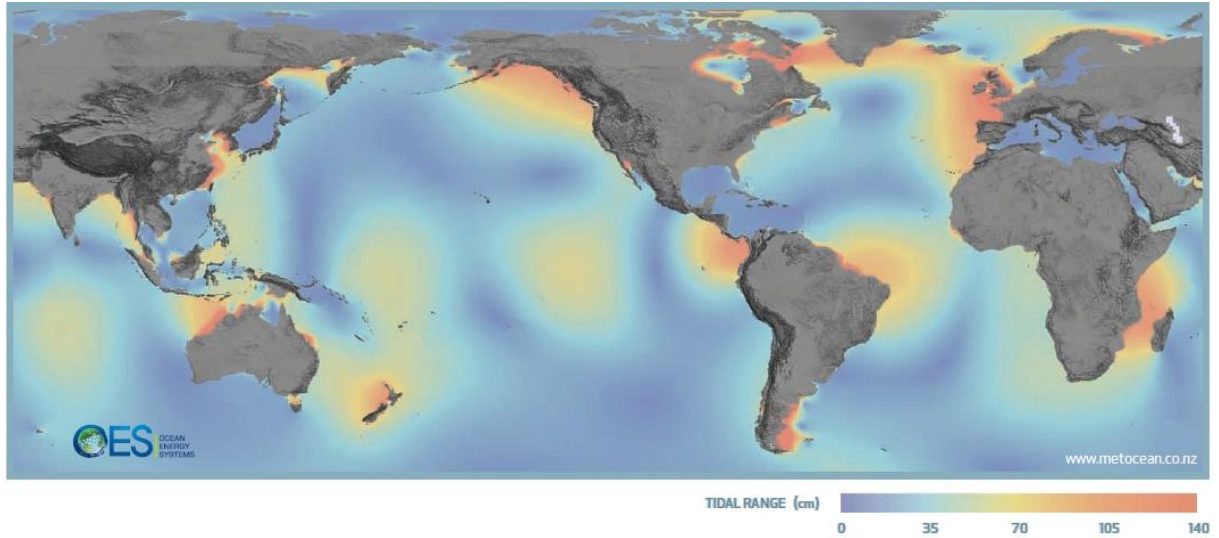 OES OCEAN
ENERGY
SYSTEMS
www.metocean.co.nz
TIDAL RANGE (cm)
0 35 70 105 140